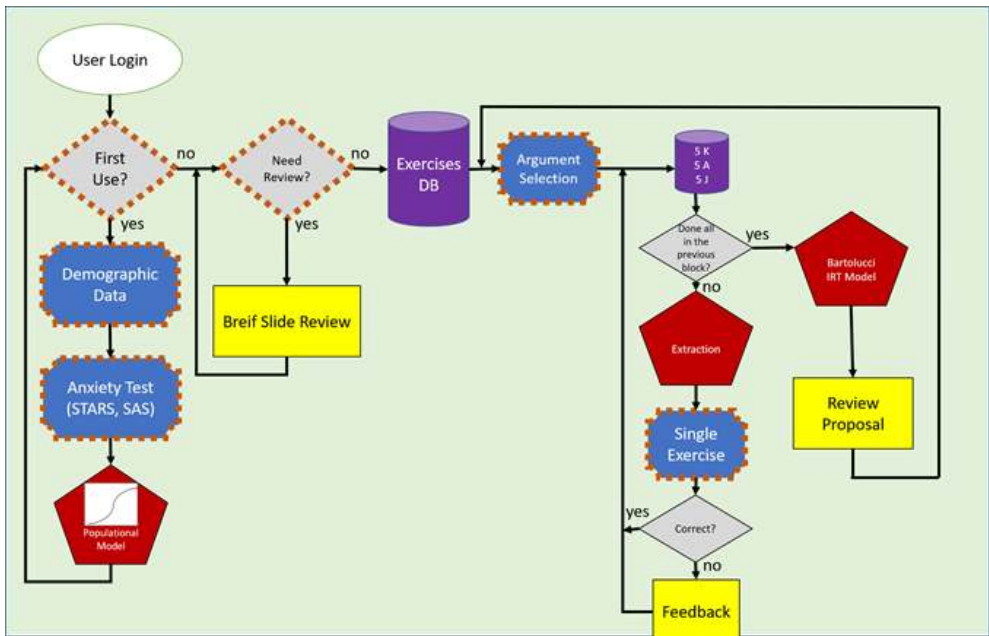 User Login
First
Use?
no
yes
Demographic
Data
Anxiety Test
(STARS, SAS)
Populational
Model
Need
Review?
no
yes
Breif Slide Review
Exercises
DB
Argument
Selection
5 K
5 A
5 J
Done all
in the
previous
block?
yes
no
Bartolucci
IRT Model
Extraction
Review
Proposal
Single
Exercise
yes
Correct?
no
Feedback